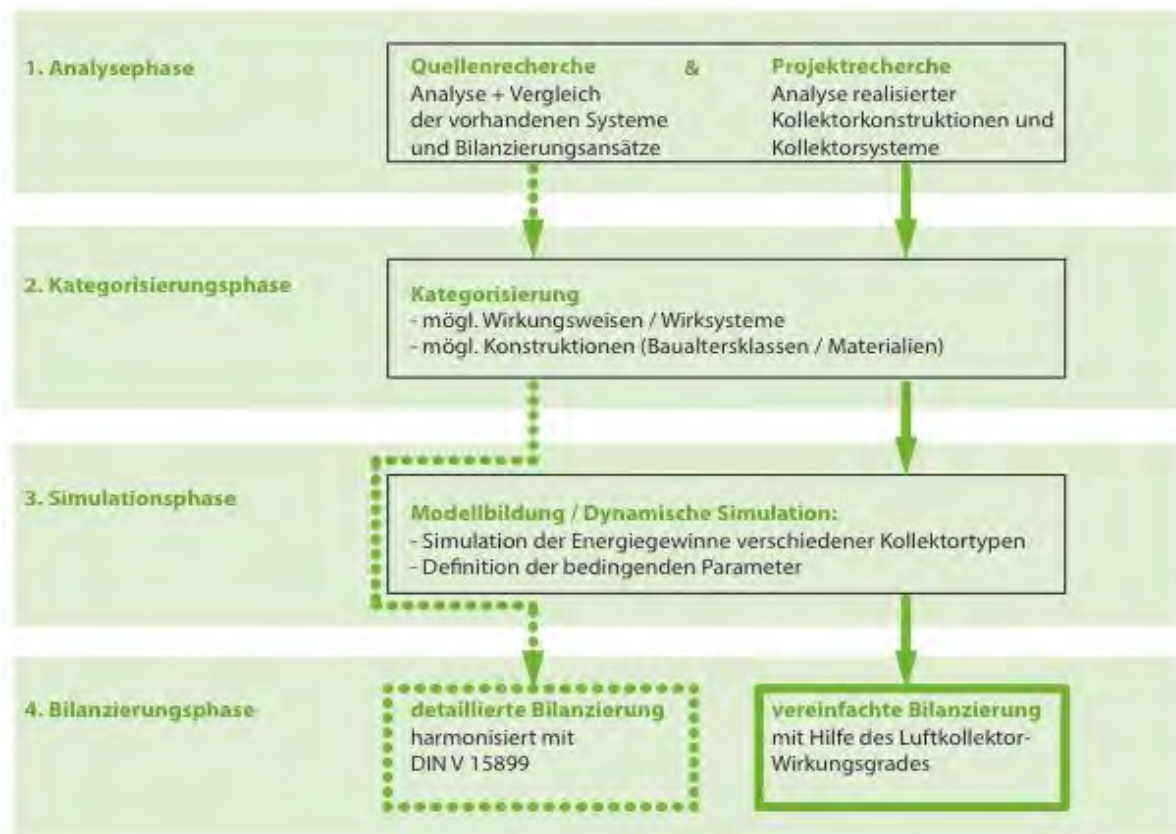 1. Analysephase
Quellenrecherche & Projektrecherche
Analyse + Vergleich Analyse realisierter
der vorhandenen Systeme Kollektorkonstruktionen und
und Bilanzierungsansätze Kollektorsysteme
2. Kategorisierungsphase
Kategorisierung
- mögl. Wirkungsweisen / Wirksysteme
- mögl. Konstruktionen (Baualtersklassen / Materialien)
3. Simulationsphase
Modellbildung / Dynamische Simulation:
- Simulation der Energiegewinne verschiedener Kollektortypen
- Definition der bedingenden Parameter
4. Bilanzierungsphase
detaillierte Bilanzierung
harmonisiert mit
DIN V 15899
vereinfachte Bilanzierung
mit Hilfe des Luftkollektor-
Wirkungsgrades